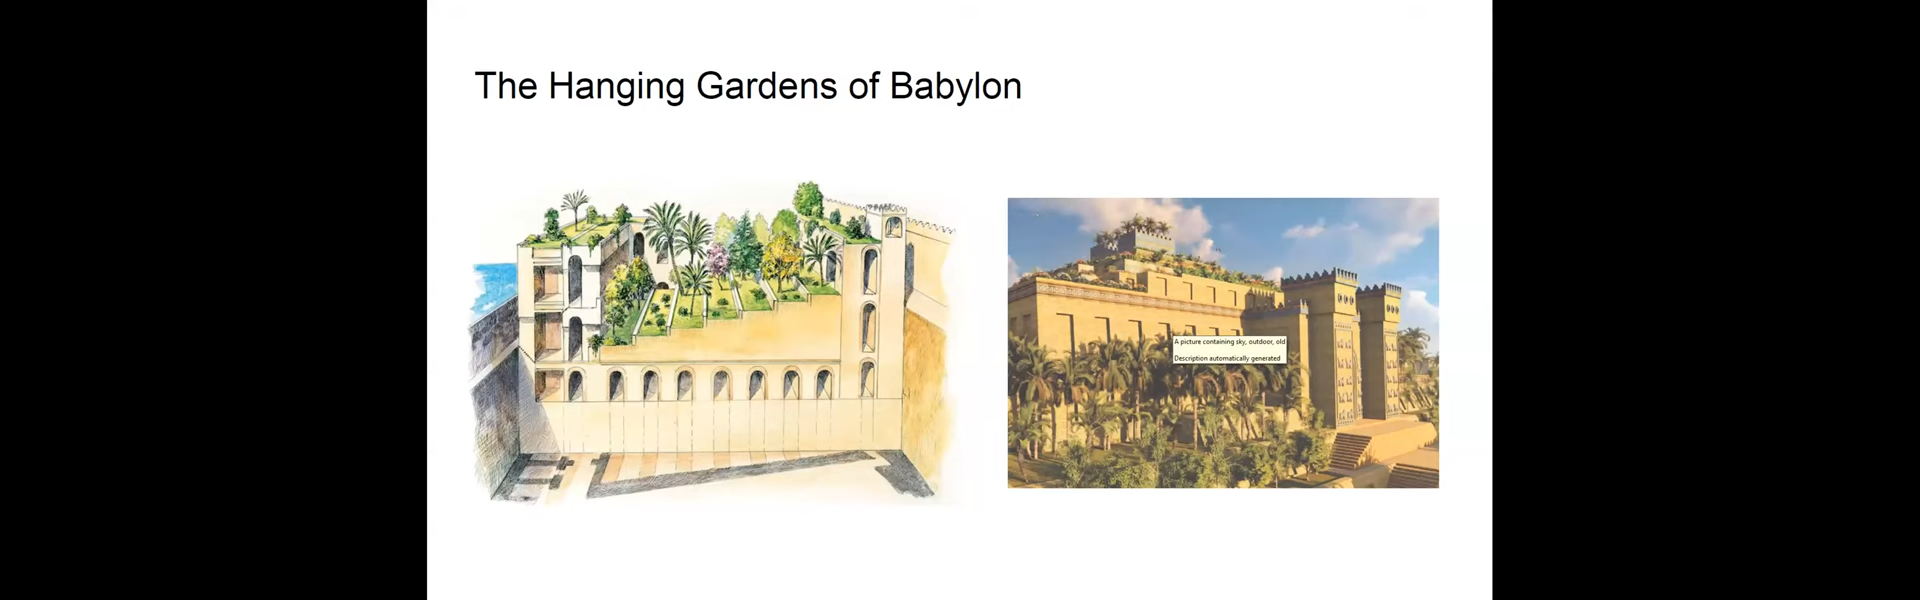 The Hanging Gardens of Babylon
A picture containing sky, outdoor, old
Description automatically generated